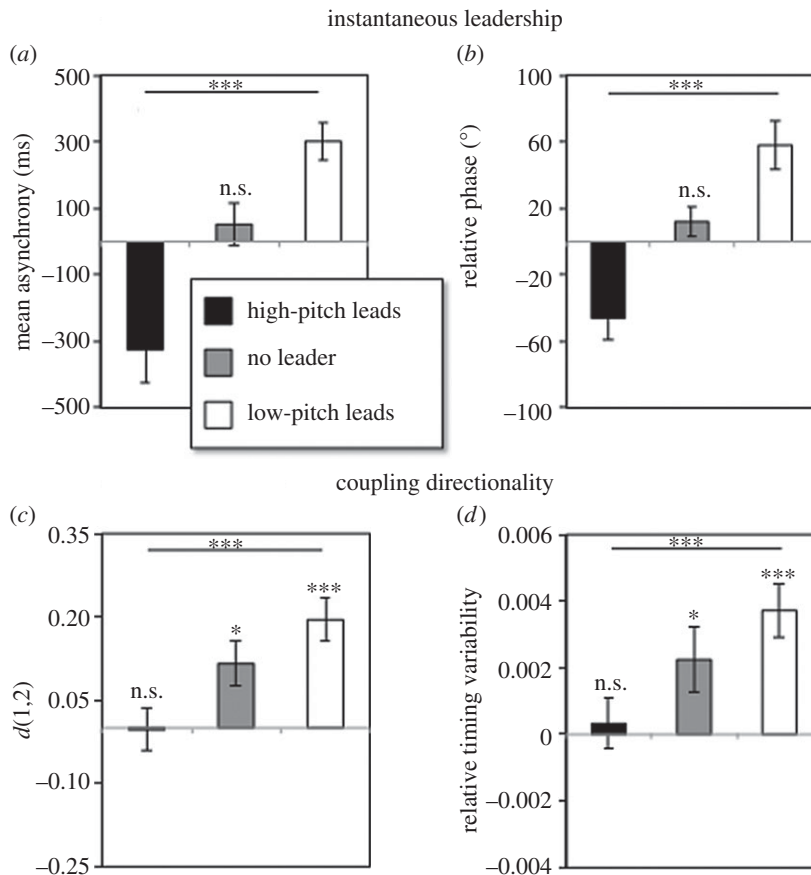 instantaneous leadership
(a)
500
300
100
–100
–300
–500
mean asynchrony (ms)
***
n.s.
(b)
100
60
20
–20
–60
–100
relative phase (°)
***
n.s.
high-pitch leads
no leader
low-pitch leads
coupling directionality
(c)
0.35
0.20
0.05
–0.10
–0.25
d(1,2)
***
n.s.
*
***
(d)
0.006
0.004
0.002
0
–0.002
–0.004
relative timing variability
***
n.s.
*
***